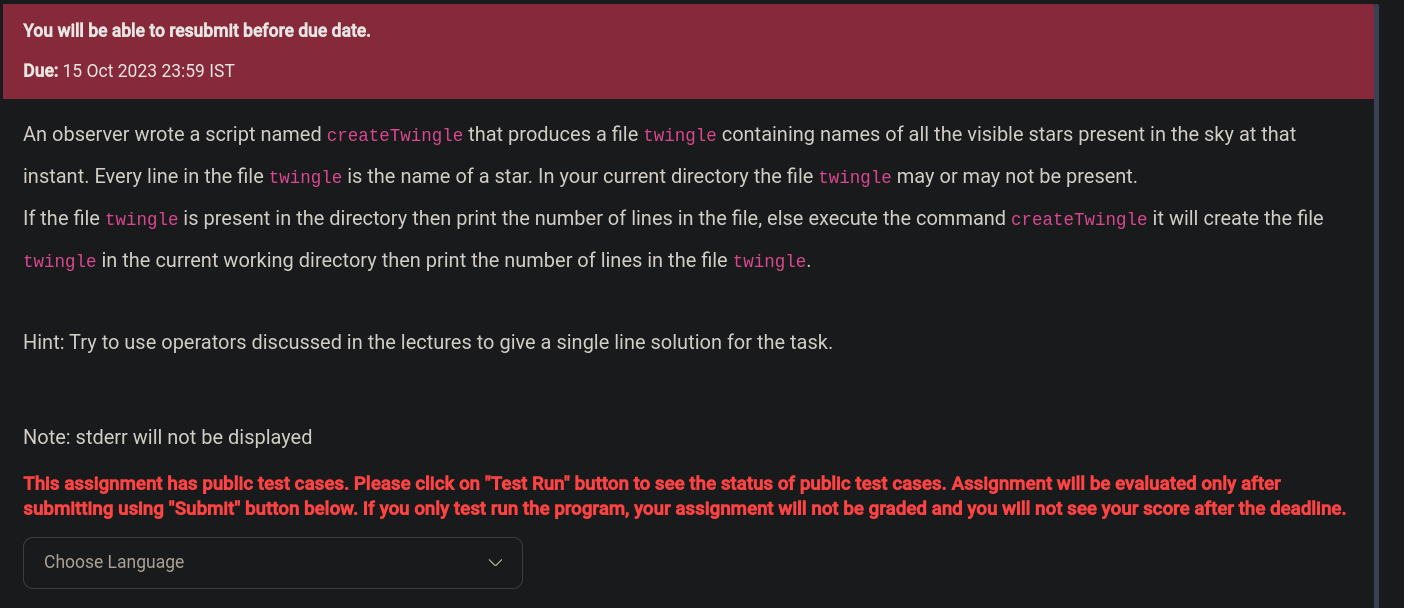 You will be able to resubmit before due date.
Due: 15 Oct 2023 23:59 IST
An observer wrote a script named createTwingle that produces a file twingle containing names of all the visible stars present in the sky at that
instant. Every line in the file twingle is the name of a star. In your current directory the file twingle may or may not be present.
If the file twingle is present in the directory then print the number of lines in the file, else execute the command createTwingle it will create the file
twingle in the current working directory then print the number of lines in the file twingle.
Hint: Try to use operators discussed in the lectures to give a single line solution for the task.
Note: stderr will not be displayed
This assignment has public test cases. Please click on "Test Run" button to see the status of public test cases. Assignment will be evaluated only after
submitting using "Submit" button below. If you only test run the program, your assignment will not be graded and you will not see your score after the deadline.
Choose Language